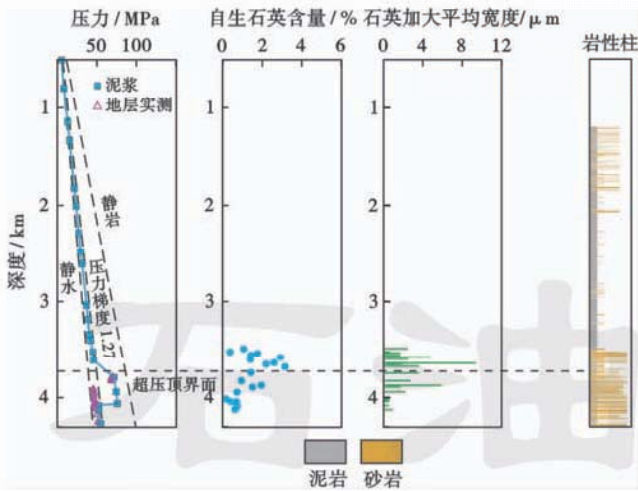 压力/MPa
自生石英含量/%
石英加大平均宽度/μm
岩性柱
50 100
0 2 4 6
0 4 8 12
泥浆
地层实测
深度/km
1
2
3
4
1
2
3
4
1
2
3
4
静岩
静水
压力梯度1.27
超压顶界面
石油
泥岩
砂岩